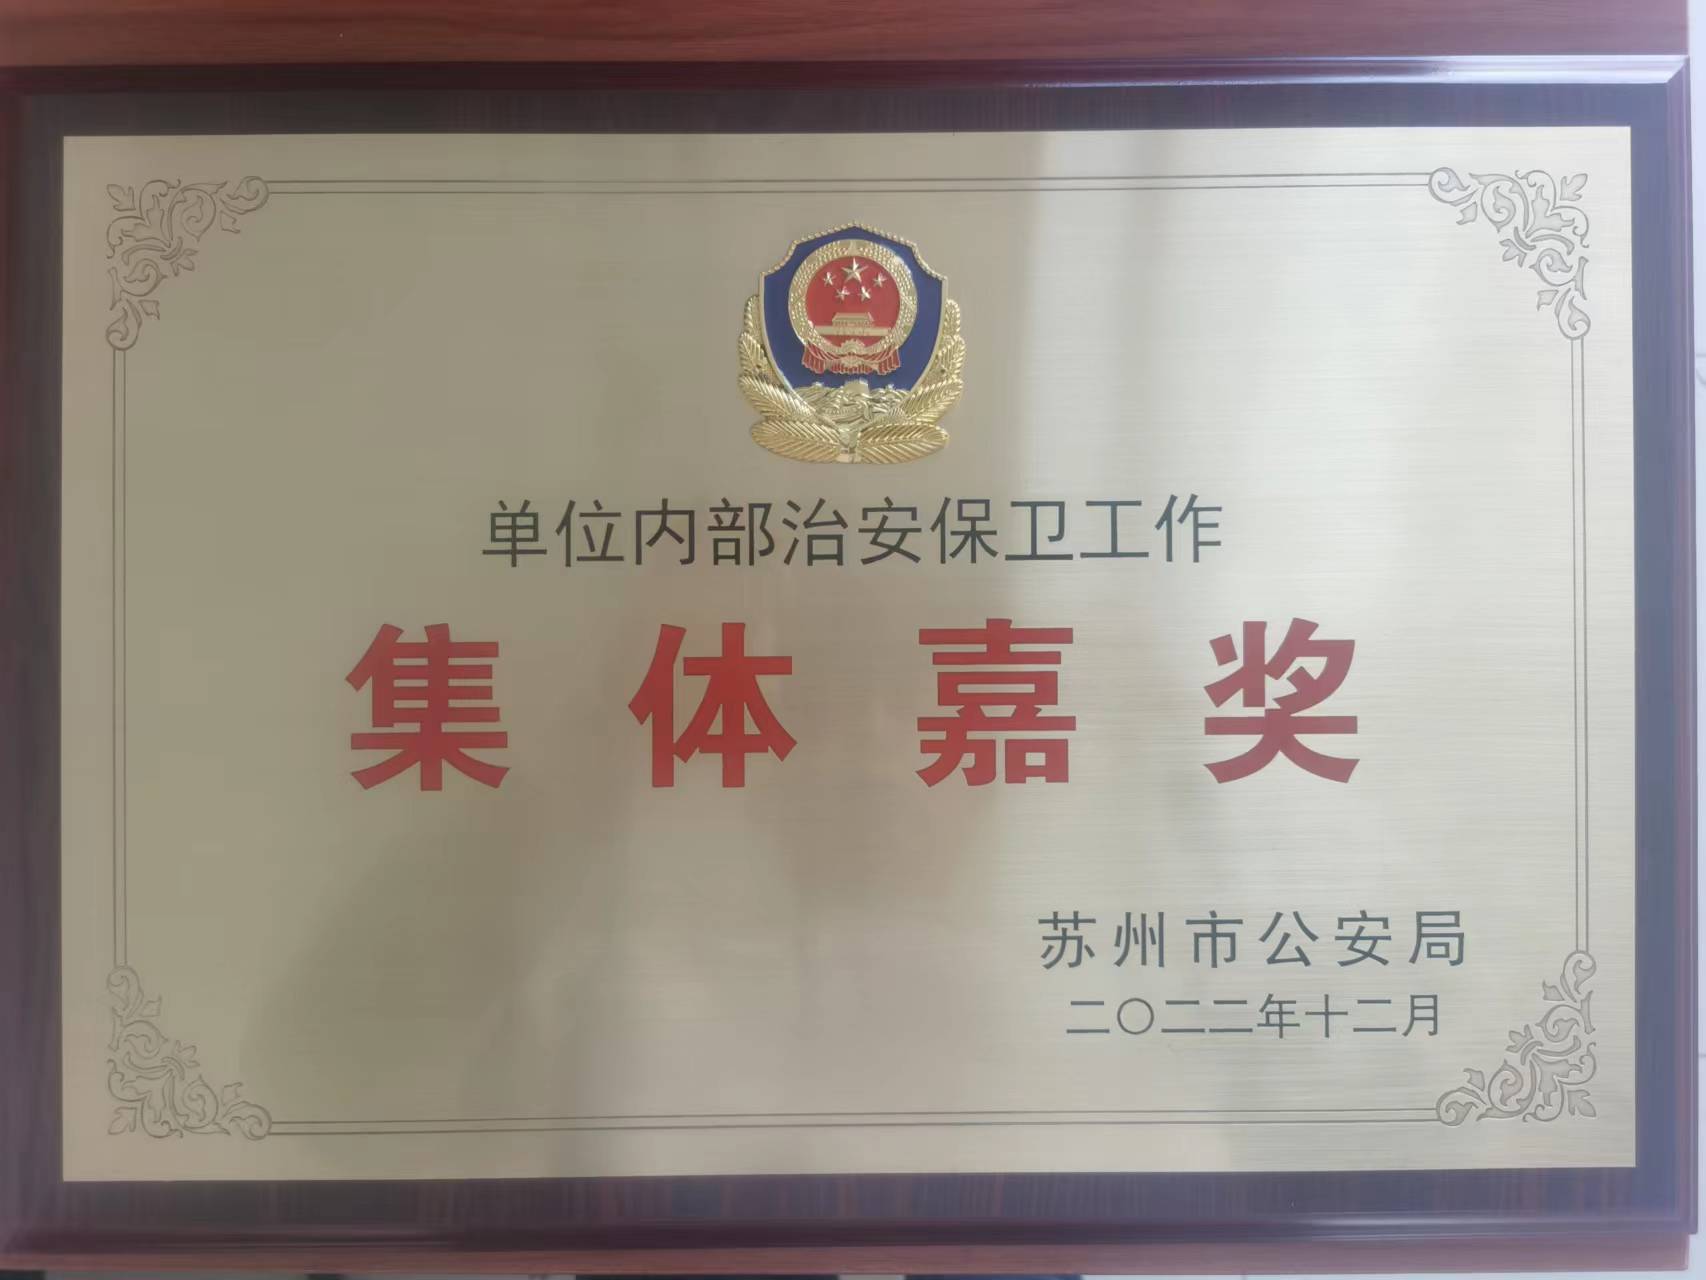 单位内部治安保卫工作
集体嘉奖
苏州市公安局
二〇二二年十二月